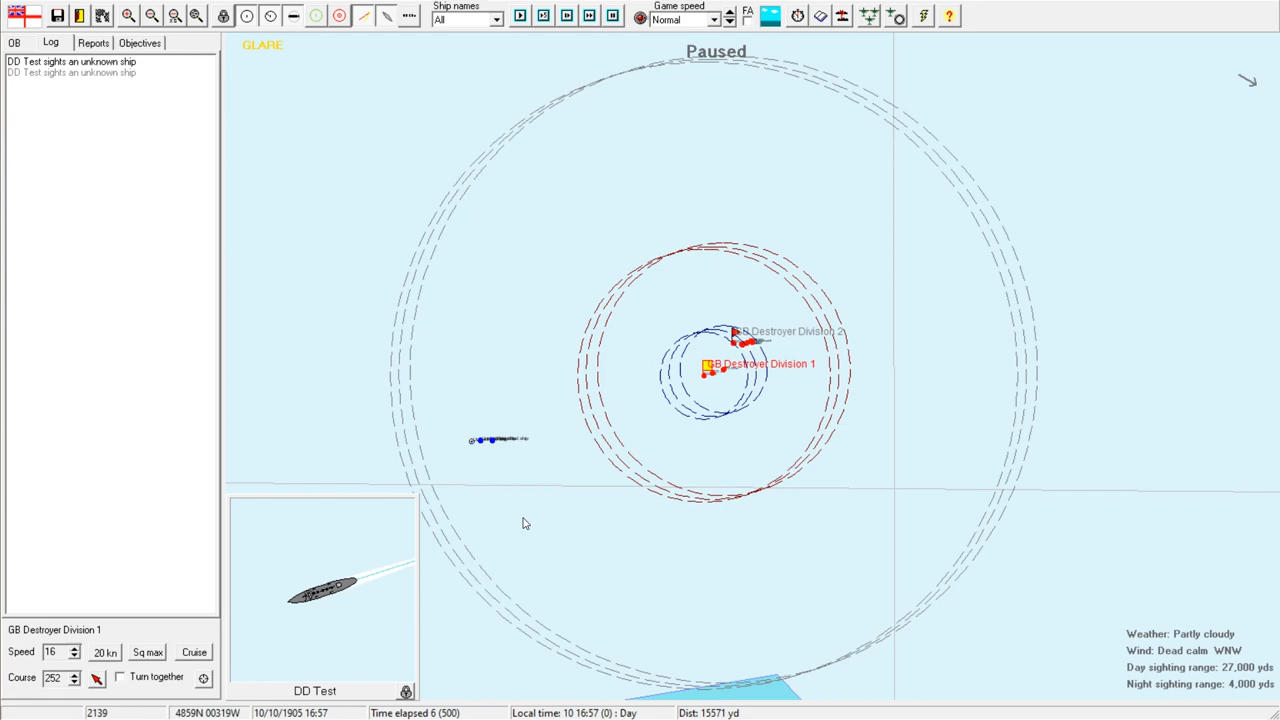 Ship names
Game speed
All
Normal
FA
OB
Log
Reports
Objectives
GLARE
Paused
DD Test sights an unknown ship
DD Test sights an unknown ship
GB Destroyer Division 2
GB Destroyer Division 1
GB Destroyer Division 1
Speed
16
20 kn
Sq max
Cruise
Course
252
Turn together
DD Test
Weather: Partly cloudy
Wind: Dead calm WNW
Day sighting range: 27,000 yds
Night sighting range: 4,000 yds
2139
4859N 00319W
10/10/1905 16:57
Time elapsed 6 (500)
Local time: 10 16:57 (0) : Day
Dist: 15571 yd